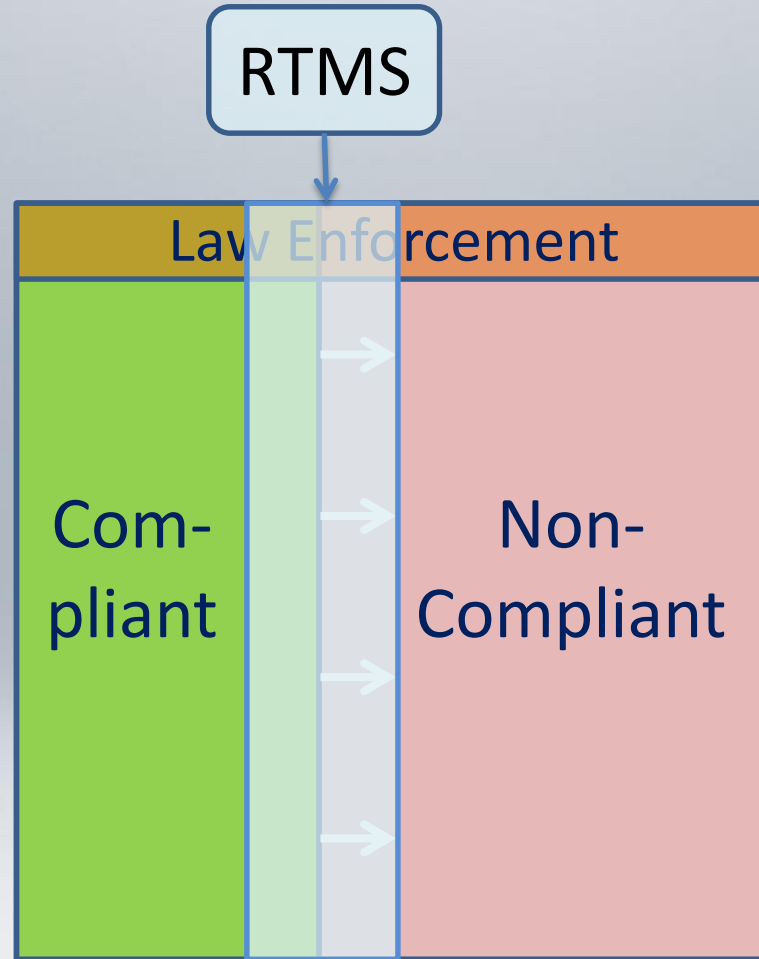 RTMS
Law Enforcement
Com-
pliant
Non-
Compliant